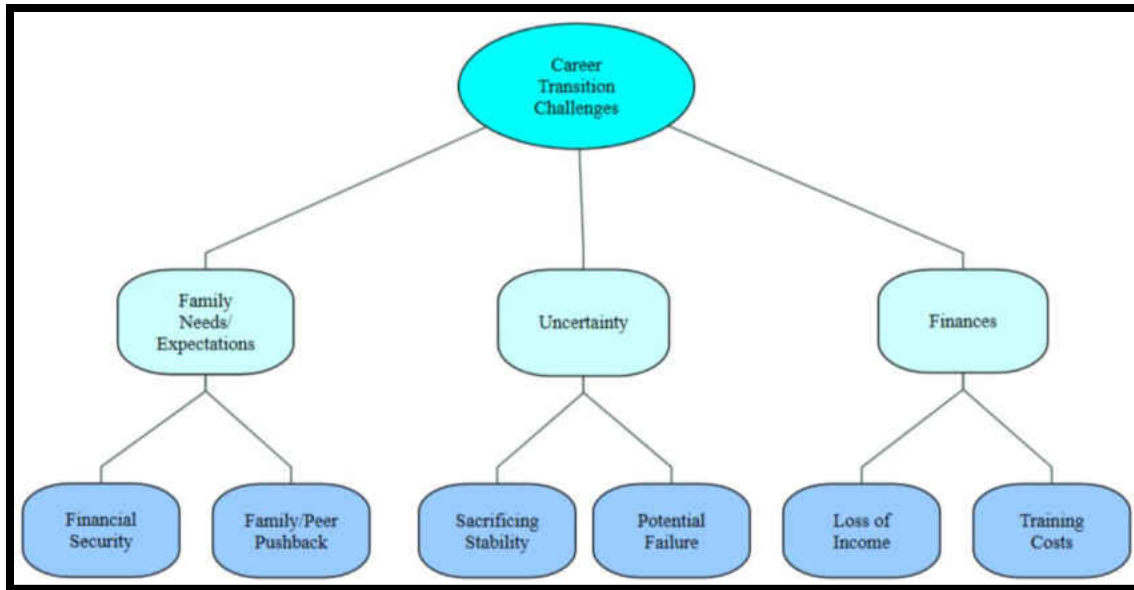 Career
Transition
Challenges
Family
Needs/
Expectations
Uncertainty
Finances
Financial
Security
Family/Peer
Pushback
Sacrificing
Stability
Potential
Failure
Loss of
Income
Training
Costs